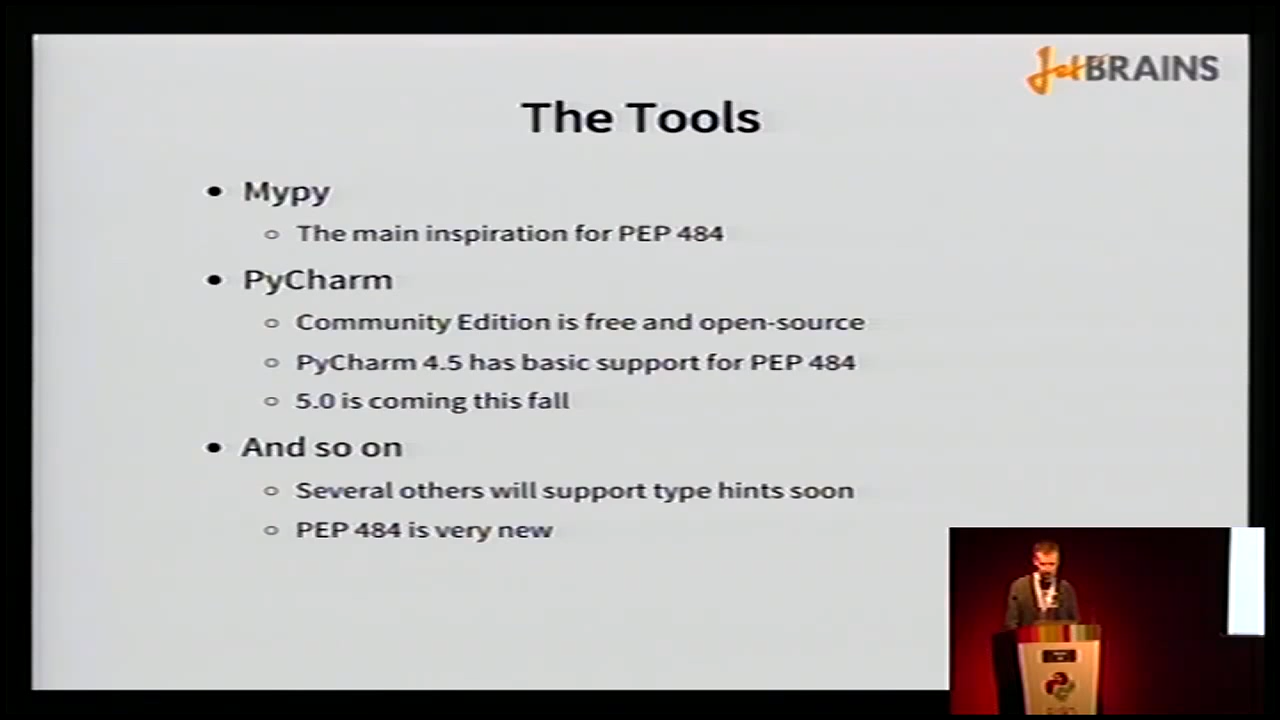 JetBRAINS
The Tools
• Mypy
○ The main inspiration for PEP 484
• PyCharm
○ Community Edition is free and open-source
○ PyCharm 4.5 has basic support for PEP 484
○ 5.0 is coming this fall
• And so on
○ Several others will support type hints soon
○ PEP 484 is very new